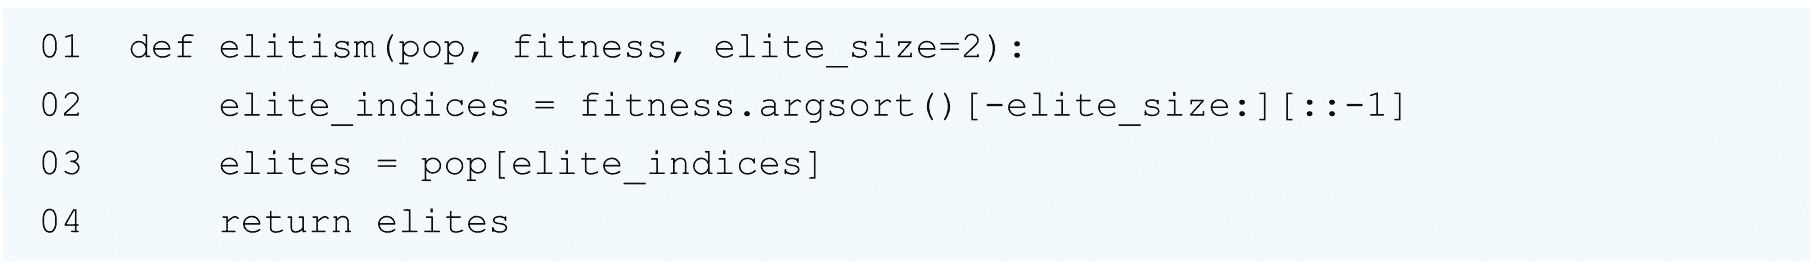 01 def elitism(pop, fitness, elite_size=2):
02     elite_indices = fitness.argsort()[-elite_size:][::-1]
03     elites = pop[elite_indices]
04     return elites